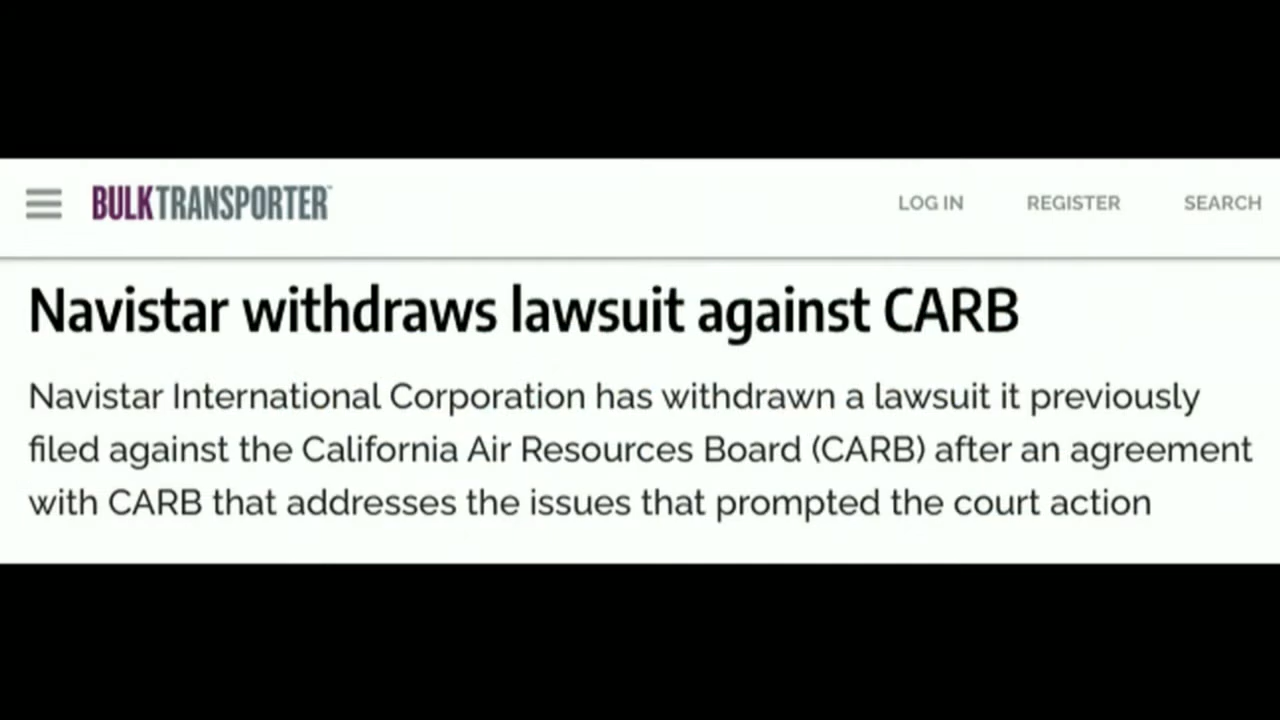 BULKTRANSPORTER
LOG IN REGISTER SEARCH
Navistar withdraws lawsuit against CARB
Navistar International Corporation has withdrawn a lawsuit it previously
filed against the California Air Resources Board (CARB) after an agreement
with CARB that addresses the issues that prompted the court action